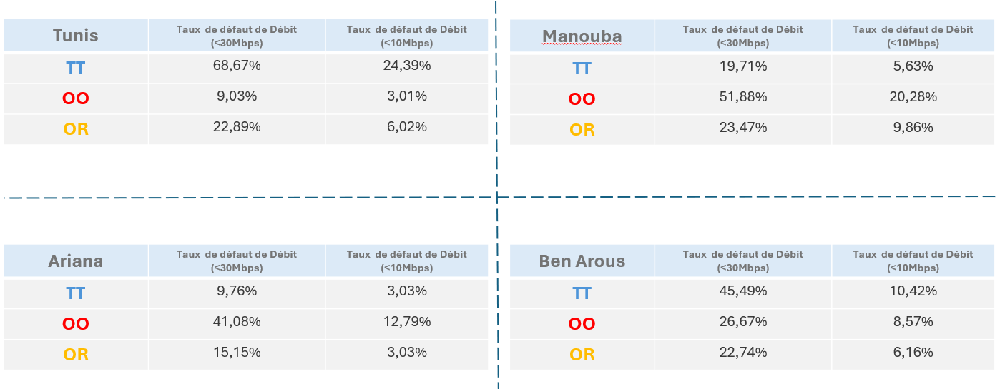 Tunis
Taux de défaut de Débit
(<30Mbps)
Taux de défaut de Débit
(<10Mbps)
TT
68,67%
24,39%
OO
9,03%
3,01%
OR
22,89%
6,02%
Manouba
Taux de défaut de Débit
(<30Mbps)
Taux de défaut de Débit
(<10Mbps)
TT
19,71%
5,63%
OO
51,88%
20,28%
OR
23,47%
9,86%
Ariana
Taux de défaut de Débit
(<30Mbps)
Taux de défaut de Débit
(<10Mbps)
TT
9,76%
3,03%
OO
41,08%
12,79%
OR
15,15%
3,03%
Ben Arous
Taux de défaut de Débit
(<30Mbps)
Taux de défaut de Débit
(<10Mbps)
TT
45,49%
10,42%
OO
26,67%
8,57%
OR
22,74%
6,16%